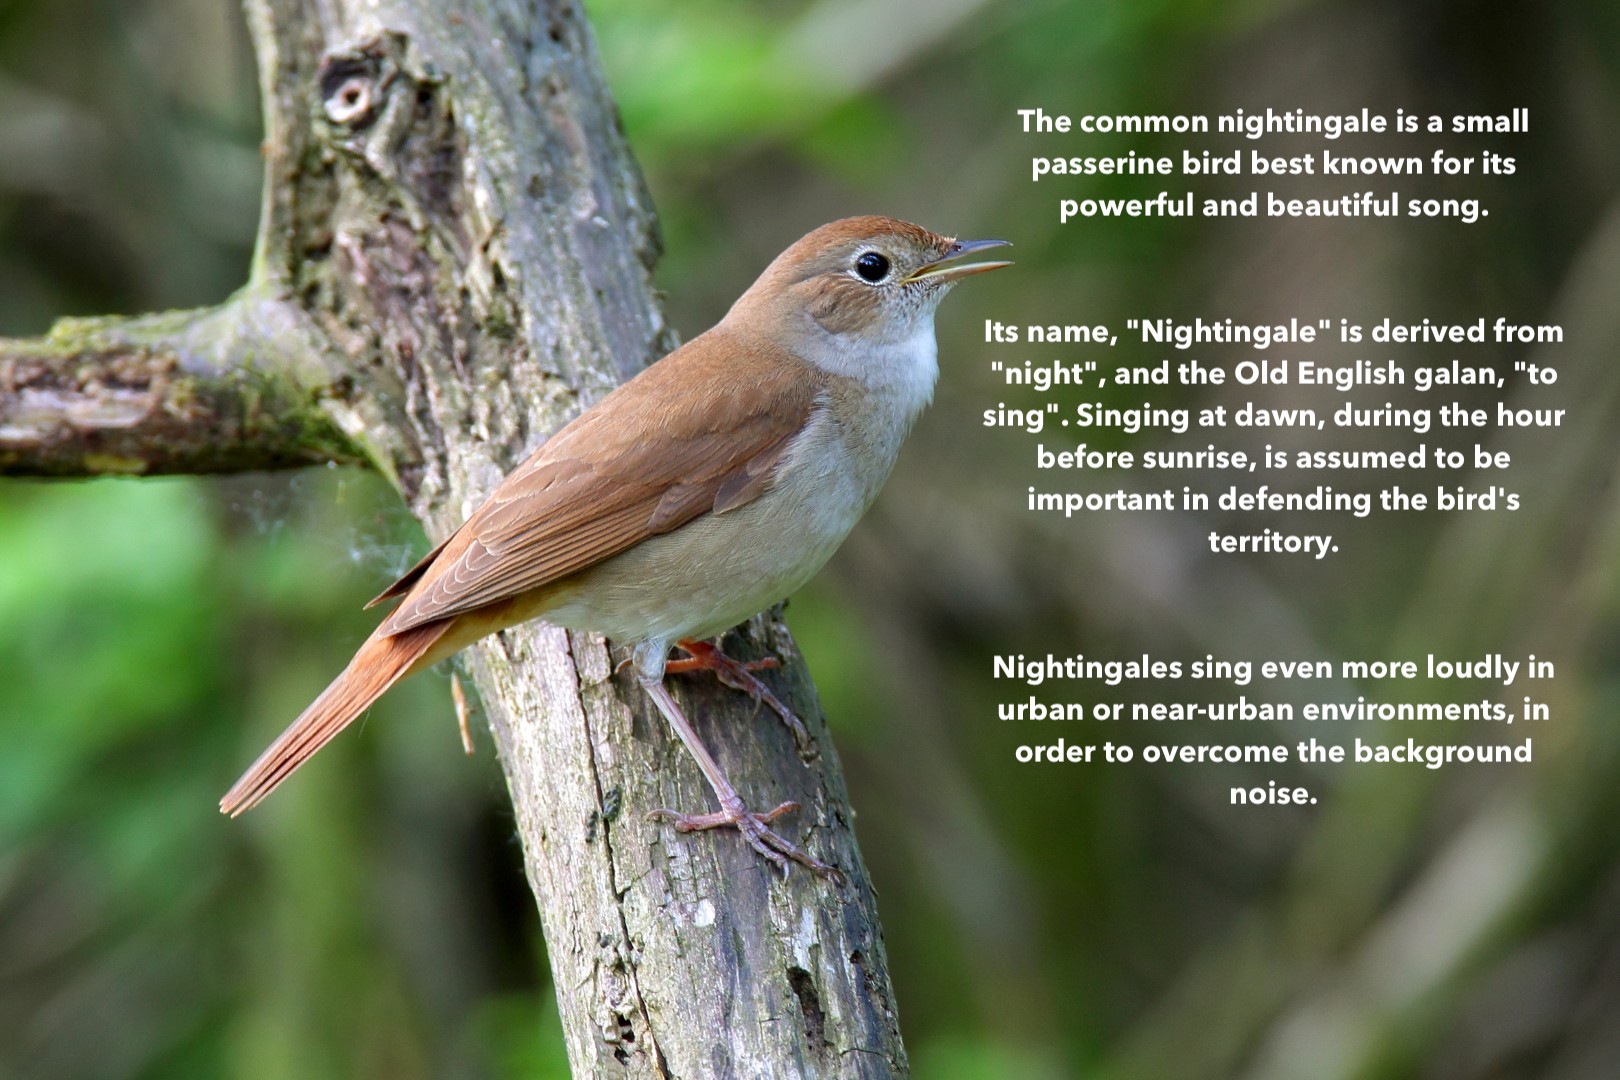 The common nightingale is a small
passerine bird best known for its
powerful and beautiful song.
Its name, "Nightingale" is derived from
"night", and the Old English galan, "to
sing". Singing at dawn, during the hour
before sunrise, is assumed to be
important in defending the bird's
territory.
Nightingales sing even more loudly in
urban or near-urban environments, in
order to overcome the background
noise.